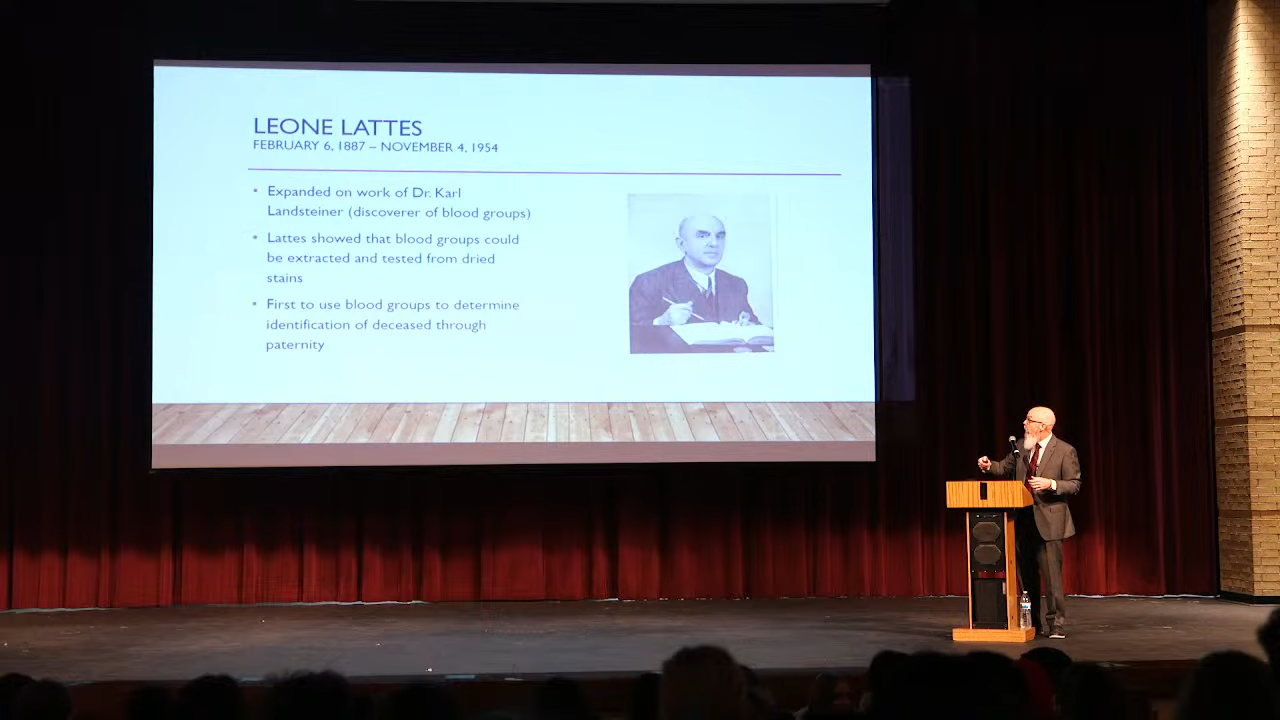 LEONE LATTES
FEBRUARY 6, 1887 – NOVEMBER 4, 1954
• Expanded on work of Dr. Karl
Landsteiner (discoverer of blood groups)
• Lattes showed that blood groups could
be extracted and tested from dried
stains
• First to use blood groups to determine
identification of deceased through
paternity